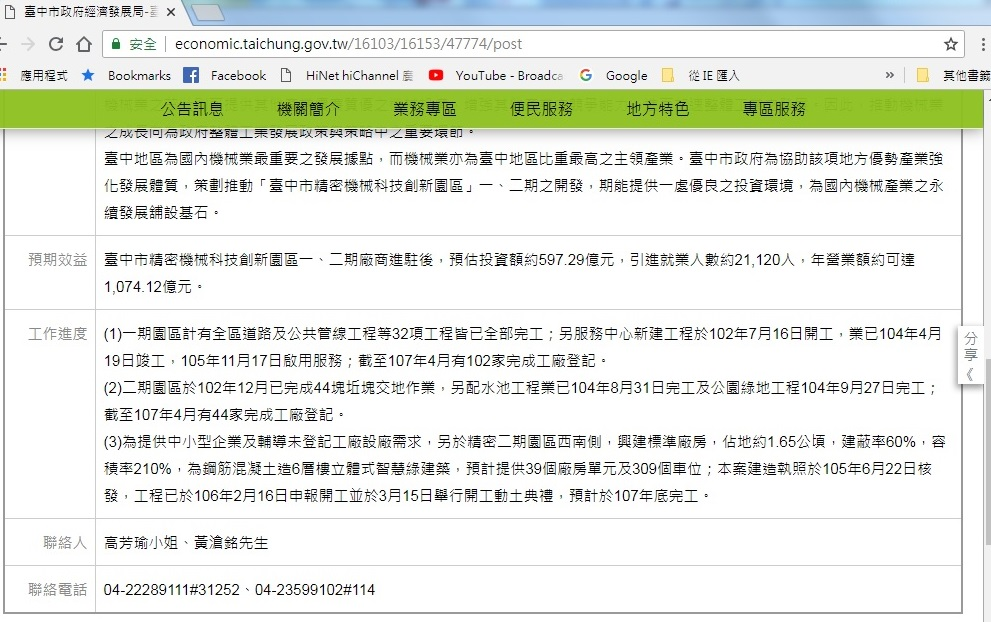 臺中市政府經濟發展局-
安全
economic.taichung.gov.tw/16103/16153/47774/post
應用程式 Bookmarks Facebook HiNet hiChannel YouTube - Broadca Google 從 IE 匯入 » 其他書籤
公告訊息 機關簡介 業務專區 便民服務 地方特色 專區服務
之成長向為政府整體工業發展政策與策略中之重要環節。
臺中地區為國內機械業最重要之發展據點，而機械業亦為臺中地區比重最高之主領產業。臺中市政府為協助該項地方優勢產業強
化發展體質，策劃推動「臺中市精密機械科技創新園區」一、二期之開發，期能提供一處優良之投資環境，為國內機械產業之永
續發展舖設基石。
預期效益
臺中市精密機械科技創新園區一、二期廠商進駐後，預估投資額約597.29億元，引進就業人數約21,120人，年營業額約可達
1,074.12億元。
工作進度
(1)一期園區計有全區道路及公共管線工程等32項工程皆已全部完工；另服務中心新建工程於102年7月16日開工，業已104年4月
19日竣工，105年11月17日啟用服務；截至107年4月有102家完成工廠登記。
(2)二期園區於102年12月已完成44塊坵塊交地作業，另配水池工程業已104年8月31日完工及公園綠地工程104年9月27日完工；
截至107年4月有44家完成工廠登記。
(3)為提供中小型企業及輔導未登記工廠設廠需求，另於精密二期園區西南側，興建標準廠房，佔地約1.65公頃，建蔽率60%，容
積率210%，為鋼筋混凝土造6層樓立體式智慧綠建築，預計提供39個廠房單元及309個車位；本案建造執照於105年6月22日核
發，工程已於106年2月16日申報開工並於3月15日舉行開工動土典禮，預計於107年底完工。
分享《
聯絡人
高芳瑜小姐、黃滄銘先生
聯絡電話
04-22289111#31252、04-23599102#114